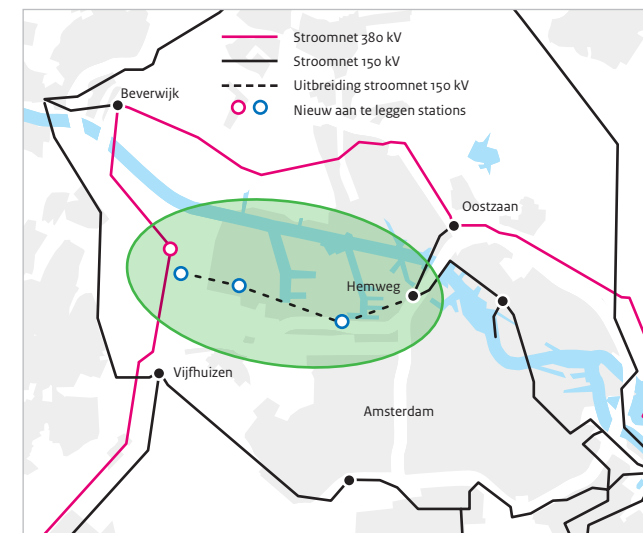 Stroomnet 380 kV
Stroomnet 150 kV
Uitbreiding stroomnet 150 kV
Nieuw aan te leggen stations
Beverwijk
Oostzaan
Hemweg
Vijfhuizen
Amsterdam